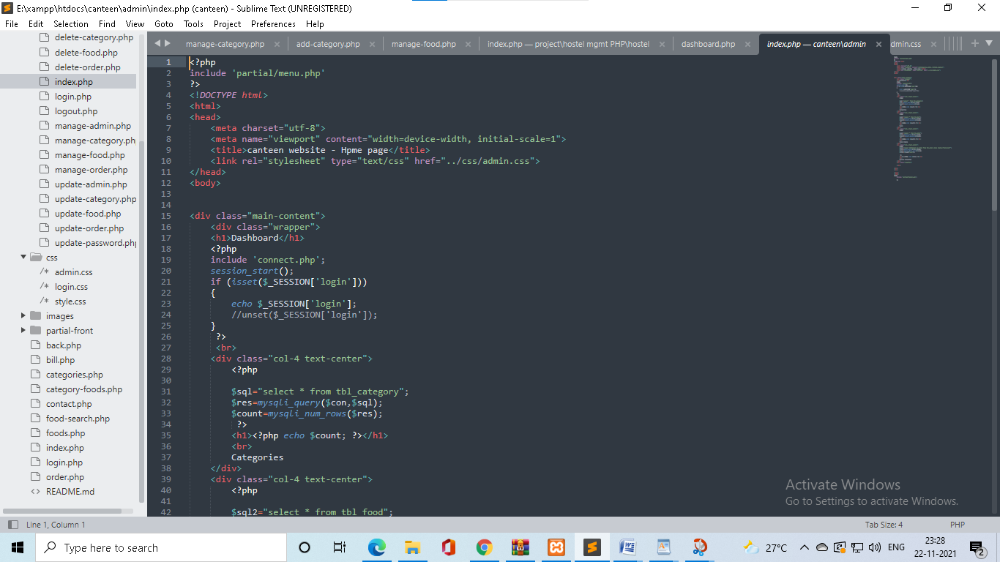 E:\xampp\htdocs\canteen\admin\index.php (canteen) - Sublime Text (UNREGISTERED)
File Edit Selection Find View Goto Tools Project Preferences Help
delete-category.php
delete-food.php
delete-order.php
index.php
login.php
logout.php
manage-admin.php
manage-category.ph
manage-food.php
manage-order.php
update-admin.php
update-category.php
update-food.php
update-order.php
update-password.php
css
/* admin.css
/* login.css
/* style.css
images
partial-front
back.php
bill.php
categories.php
category-foods.php
contact.php
food-search.php
foods.php
index.php
login.php
order.php
<> README.md
manage-category.php × add-category.php × manage-food.php × index.php — project\hostel mgmt PHP\hostel × dashboard.php × index.php — canteen\admin × dmin.css ×
1 <?php
2 include 'partial/menu.php'
3 ?>
4 <!DOCTYPE html>
5 <html>
6 <head>
7     <meta charset="utf-8">
8     <meta name="viewport" content="width=device-width, initial-scale=1">
9     <title>canteen website - Hpme page</title>
10     <link rel="stylesheet" type="text/css" href="../css/admin.css">
11 </head>
12 <body>
13
14
15 <div class="main-content">
16     <div class="wrapper">
17     <h1>Dashboard</h1>
18     <?php
19     include 'connect.php';
20     session_start();
21     if (isset($_SESSION['login']))
22     {
23         echo $_SESSION['login'];
24         //unset($_SESSION['login']);
25     }
26      ?>
27      <br>
28     <div class="col-4 text-center">
29         <?php
30
31         $sql="select * from tbl_category";
32         $res=mysqli_query($con,$sql);
33         $count=mysqli_num_rows($res);
34          ?>
35         <h1><?php echo $count; ?></h1>
36         <br>
37         Categories
38     </div>
39     <div class="col-4 text-center">
40         <?php
41
42         $sql2="select * from tbl_food";
Activate Windows
Go to Settings to activate Windows.
Line 1, Column 1 Tab Size: 4 PHP
Type here to search
27°C ENG 23:28
22-11-2021
2